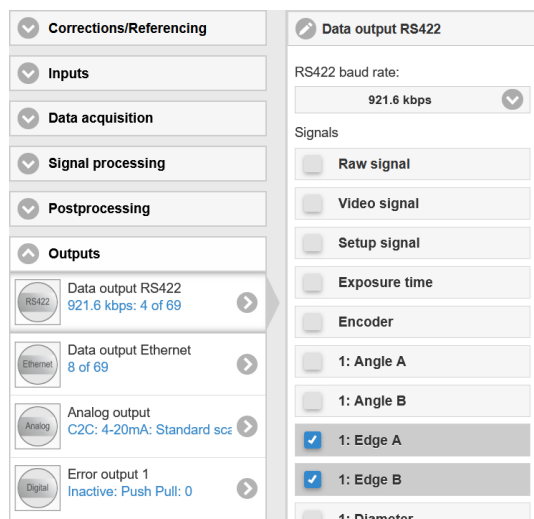 Corrections/Referencing
Inputs
Data acquisition
Signal processing
Postprocessing
Outputs
RS422
Data output RS422
921.6 kbps: 4 of 69
Ethernet
Data output Ethernet
8 of 69
Analog
Analog output
C2C: 4-20mA: Standard sca
Digital
Error output 1
Inactive: Push Pull: 0
Data output RS422
RS422 baud rate:
921.6 kbps
Signals
Raw signal
Video signal
Setup signal
Exposure time
Encoder
1: Angle A
1: Angle B
1: Edge A
1: Edge B
1: Diameter